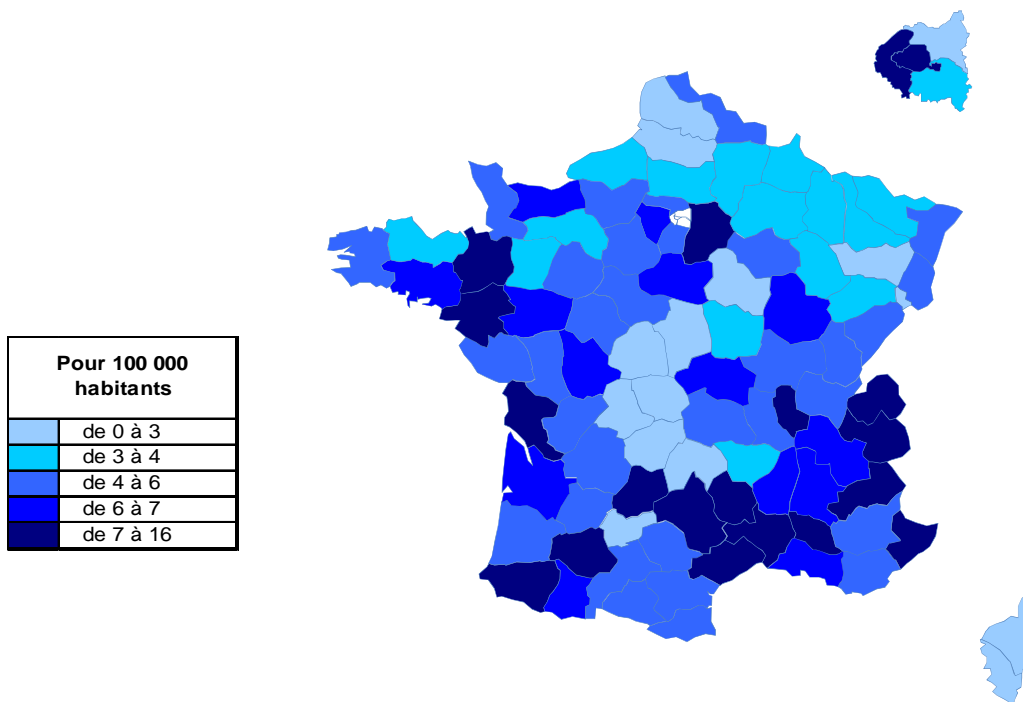 Pour 100 000
habitants
de 0 à 3
de 3 à 4
de 4 à 6
de 6 à 7
de 7 à 16